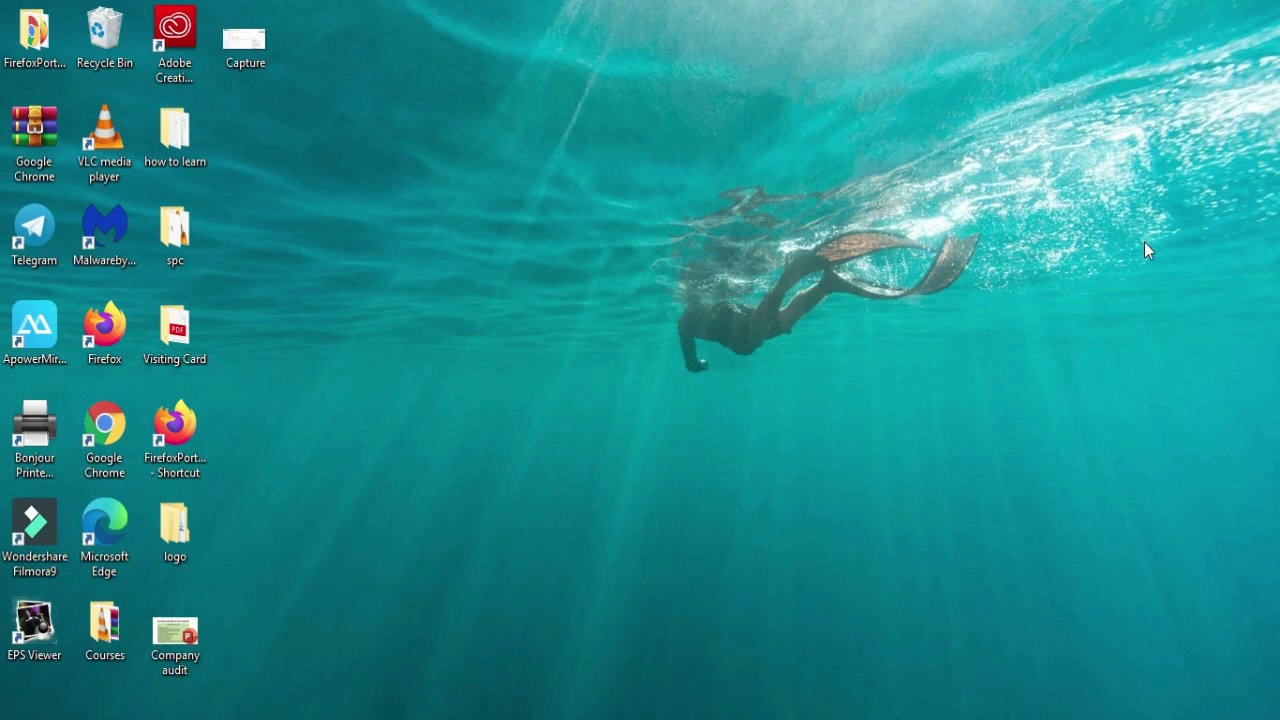 FirefoxPort...
Recycle Bin
Adobe
Creati...
Capture
Google
Chrome
VLC media
player
how to learn
Telegram
Malwareby...
spc
ApowerMir...
Firefox
PDF
Visiting Card
Bonjour
Printe...
Google
Chrome
FirefoxPort...
- Shortcut
Wondershare
Filmora9
Microsoft
Edge
logo
EPS Viewer
Courses
P
Company
audit